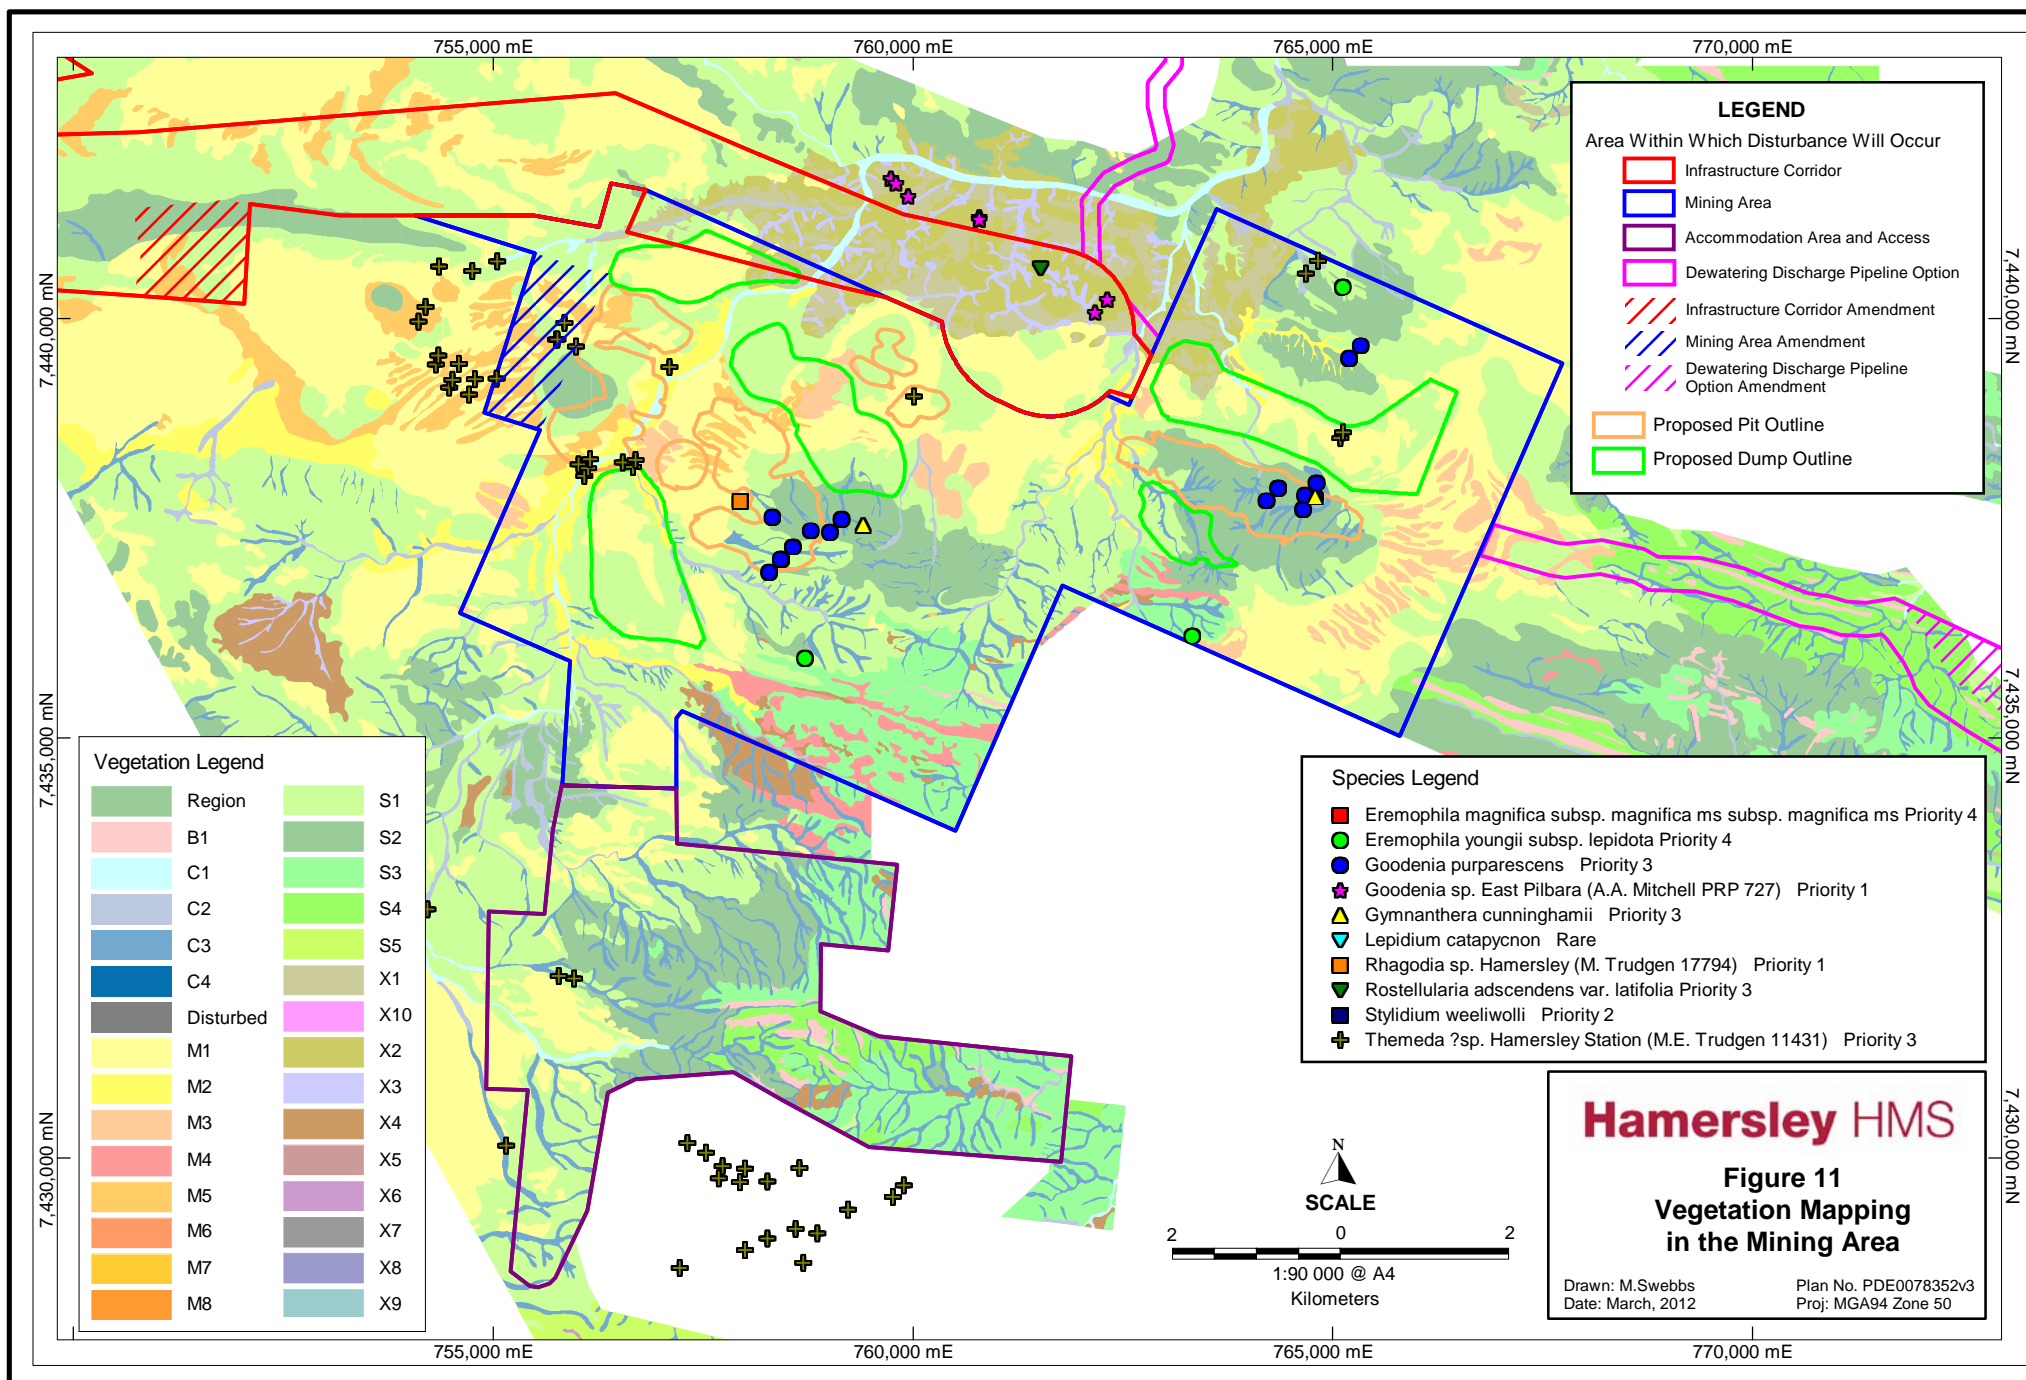 755,000 mE
760,000 mE
765,000 mE
770,000 mE
7,440,000 mN
7,435,000 mN
7,430,000 mN
LEGEND
Area Within Which Disturbance Will Occur
Infrastructure Corridor
Mining Area
Accommodation Area and Access
Dewatering Discharge Pipeline Option
Infrastructure Corridor Amendment
Mining Area Amendment
Dewatering Discharge Pipeline
Option Amendment
Proposed Pit Outline
Proposed Dump Outline
7,440,000 mN
7,435,000 mN
7,430,000 mN
Vegetation Legend
Region
B1
C1
C2
C3
C4
Disturbed
M1
M2
M3
M4
M5
M6
M7
M8
S1
S2
S3
S4
S5
X1
X10
X2
X3
X4
X5
X6
X7
X8
X9
Species Legend
Eremophila magnifica subsp. magnifica ms subsp. magnifica ms Priority 4
Eremophila youngii subsp. lepidota Priority 4
Goodenia purparescens Priority 3
Goodenia sp. East Pilbara (A.A. Mitchell PRP 727) Priority 1
Gymnanthera cunninghamii Priority 3
Lepidium catapycnon Rare
Rhagodia sp. Hamersley (M. Trudgen 17794) Priority 1
Rostellularia adscendens var. latifolia Priority 3
Stylidium weeliwolli Priority 2
Themeda ?sp. Hamersley Station (M.E. Trudgen 11431) Priority 3
N
SCALE
2 0 2
1:90 000 @ A4
Kilometers
Hamersley HMS
Figure 11
Vegetation Mapping
in the Mining Area
Drawn: M.Swebbs Plan No. PDE0078352v3
Date: March, 2012 Proj: MGA94 Zone 50
755,000 mE
760,000 mE
765,000 mE
770,000 mE